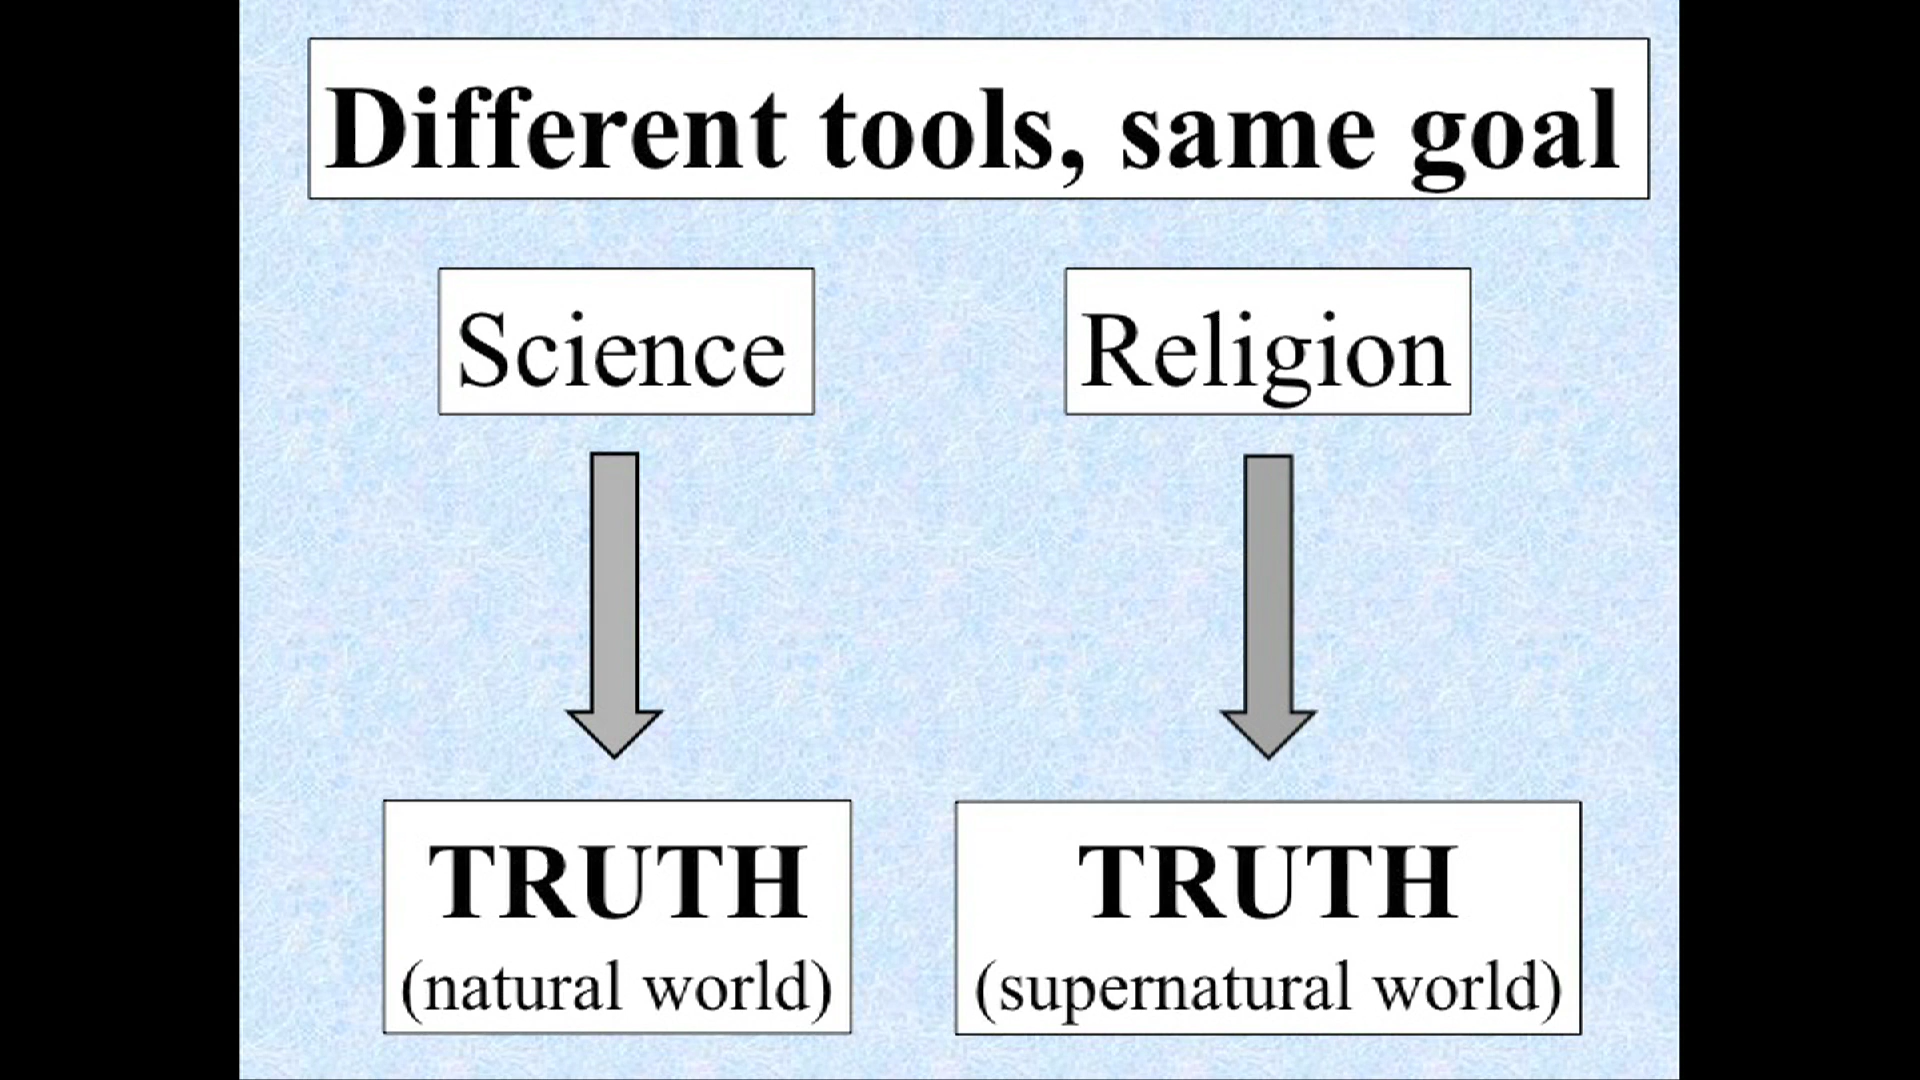 Different tools, same goal
Science
Religion
TRUTH
(natural world)
TRUTH
(supernatural world)